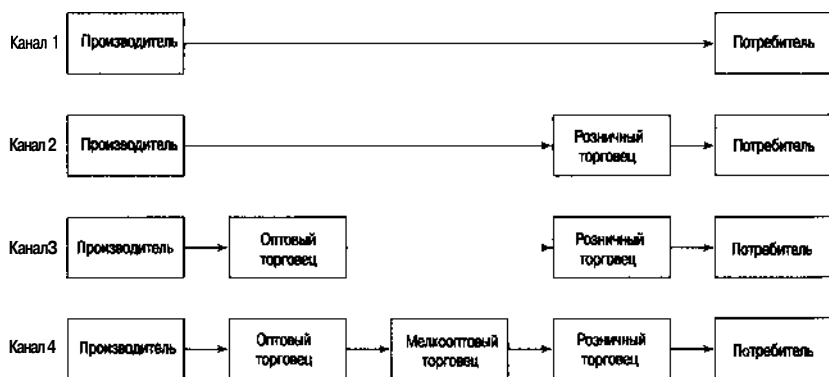 Канал 1 Производитель Потребитель
Канал 2 Производитель Розничный торговец Потребитель
Канал3 Производитель Оптовый торговец Розничный торговец Потребитель
Канал 4 Производитель Оптовый торговец Мелкооптовый торговец Розничный торговец Потребитель